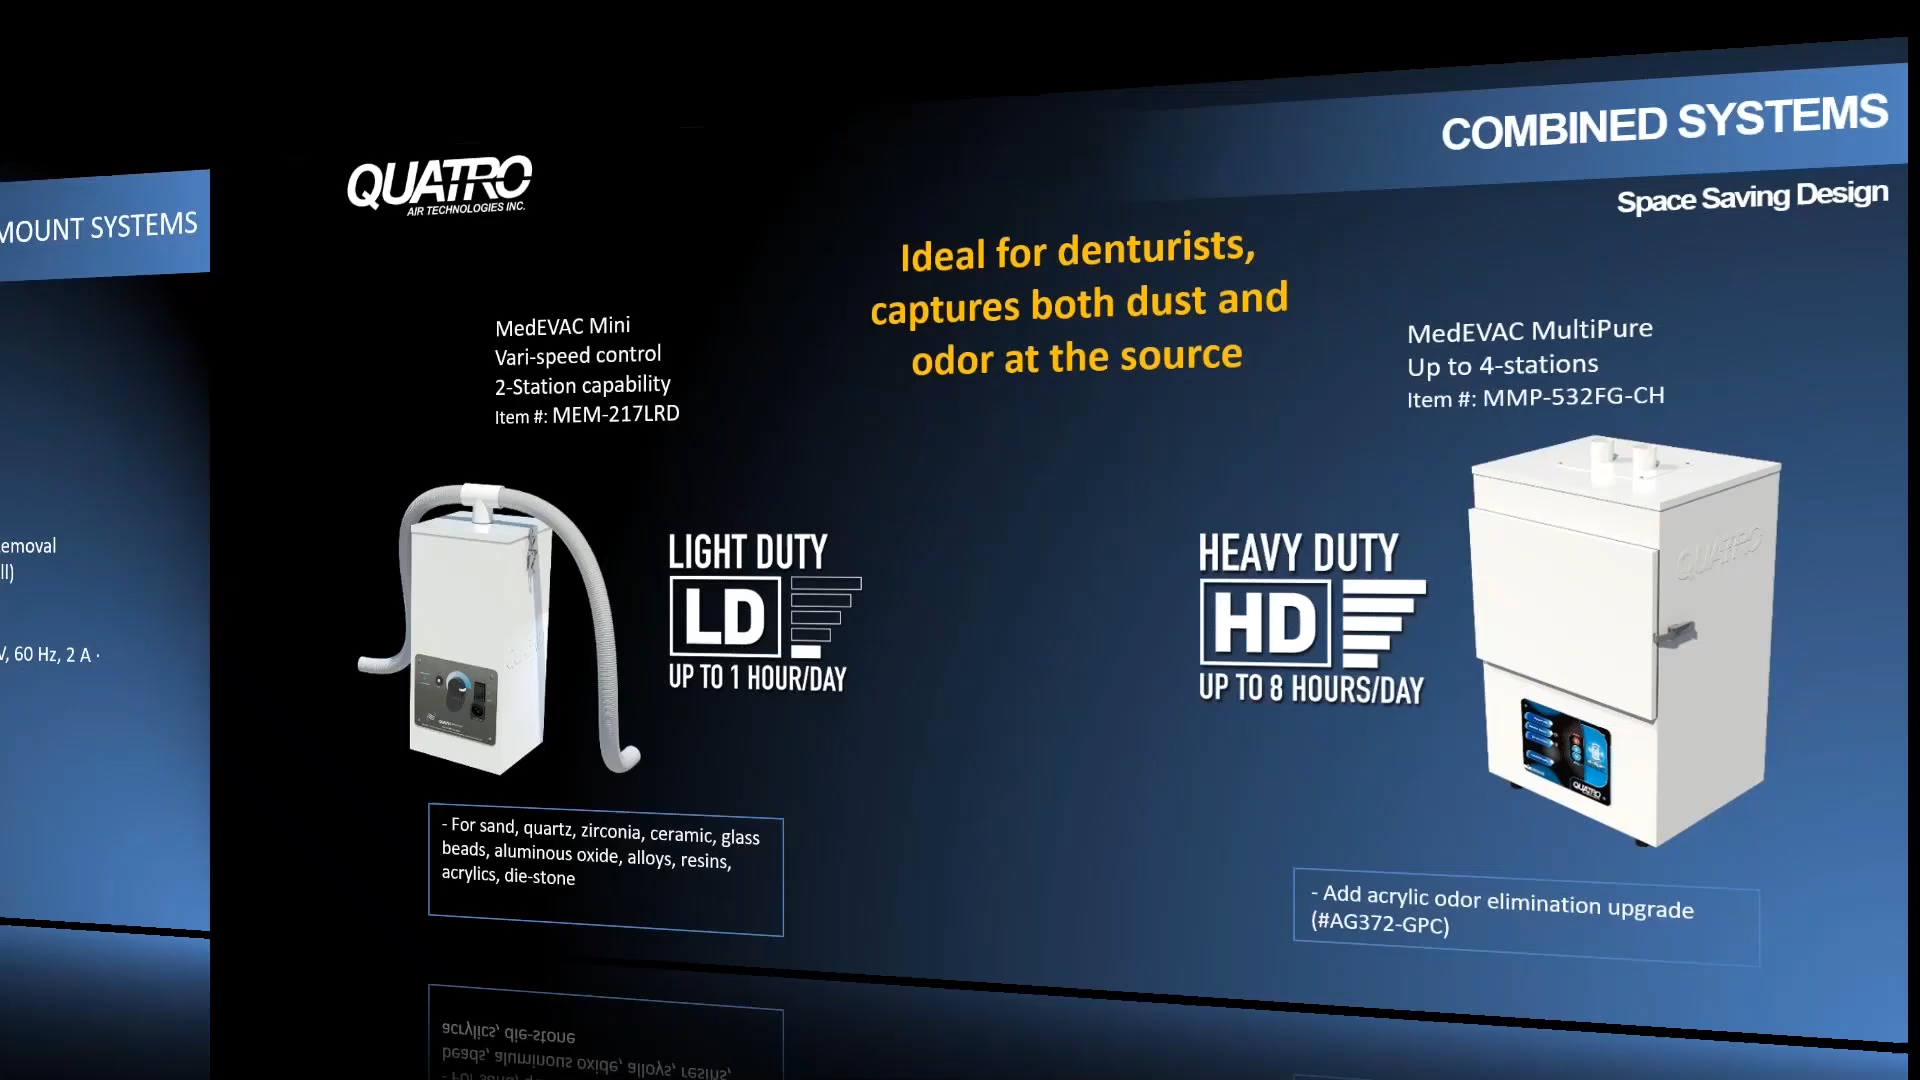 MOUNT SYSTEMS
emoval
ll)
V, 60 Hz, 2 A ·
QUATRO
AIR TECHNOLOGIES INC.
COMBINED SYSTEMS
Space Saving Design
Ideal for denturists,
captures both dust and
odor at the source
MedEVAC Mini
Vari-speed control
2-Station capability
Item #: MEM-217LRD
MedEVAC MultiPure
Up to 4-stations
Item #: MMP-532FG-CH
LIGHT DUTY
LD
UP TO 1 HOUR/DAY
HEAVY DUTY
HD
UP TO 8 HOURS/DAY
QUATRO
QUATRO
- For sand, quartz, zirconia, ceramic, glass
beads, aluminous oxide, alloys, resins,
acrylics, die-stone
- Add acrylic odor elimination upgrade
(#AG372-GPC)